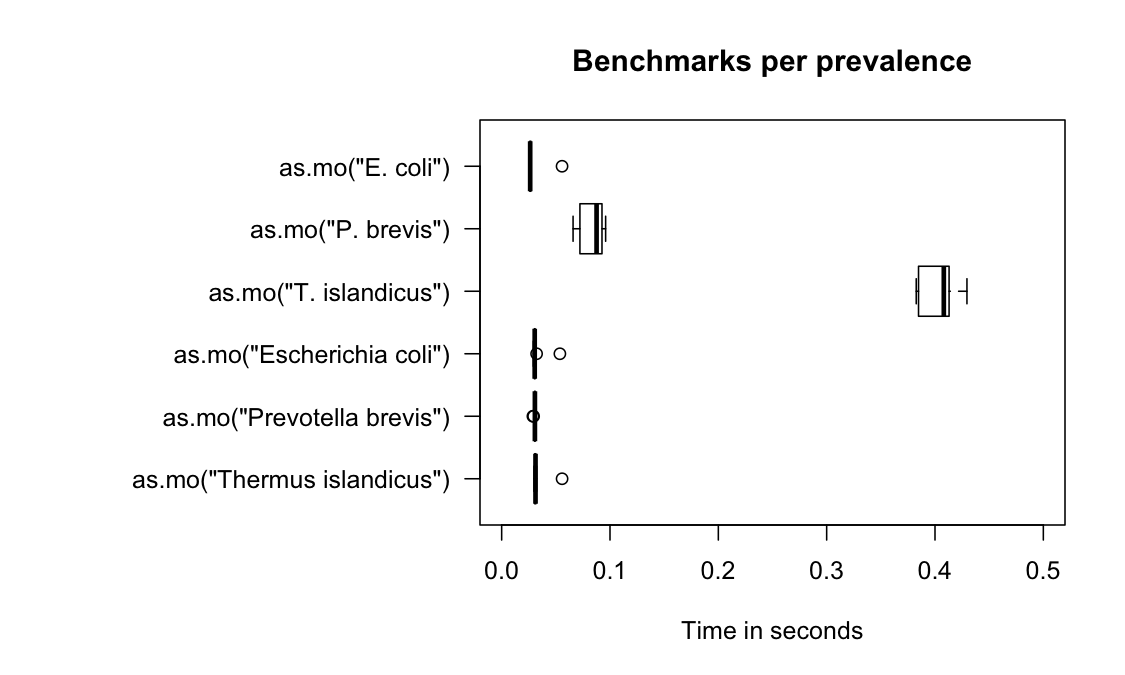 Benchmarks per prevalence
as.mo("E. coli")
as.mo("P. brevis")
as.mo("T. islandicus")
as.mo("Escherichia coli")
as.mo("Prevotella brevis")
as.mo("Thermus islandicus")
0.0 0.1 0.2 0.3 0.4 0.5
Time in seconds